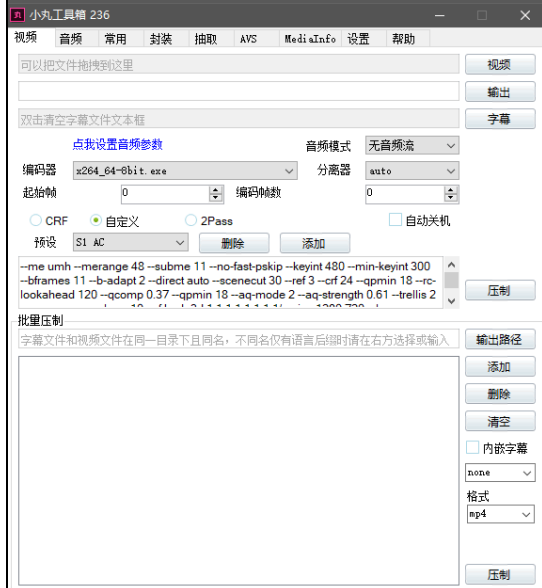 丸 小丸工具箱 236
视频 音频 常用 封装 抽取 AVS MediaInfo 设置 帮助
可以把文件拖拽到这里 视频
输出
双击清空字幕文件文本框 字幕
点我设置音频参数 音频模式 无音频流
编码器 x264_64-8bit.exe 分离器 auto
起始帧 0 编码帧数 0
CRF 自定义 2Pass 自动关机
预设 S1 AC 删除 添加
--me umh --merange 48 --subme 11 --no-fast-pskip --keyint 480 --min-keyint 300
--bframes 11 --b-adapt 2 --direct auto --scenecut 30 --ref 3 --crf 24 --qpmin 18 --rc-
lookahead 120 --qcomp 0.37 --qpmin 18 --aq-mode 2 --aq-strength 0.61 --trellis 2
压制
批量压制
字幕文件和视频文件在同一目录下且同名，不同名仅有语言后缀时请在右方选择或输入 输出路径
添加
删除
清空
内嵌字幕
none
格式
mp4
压制